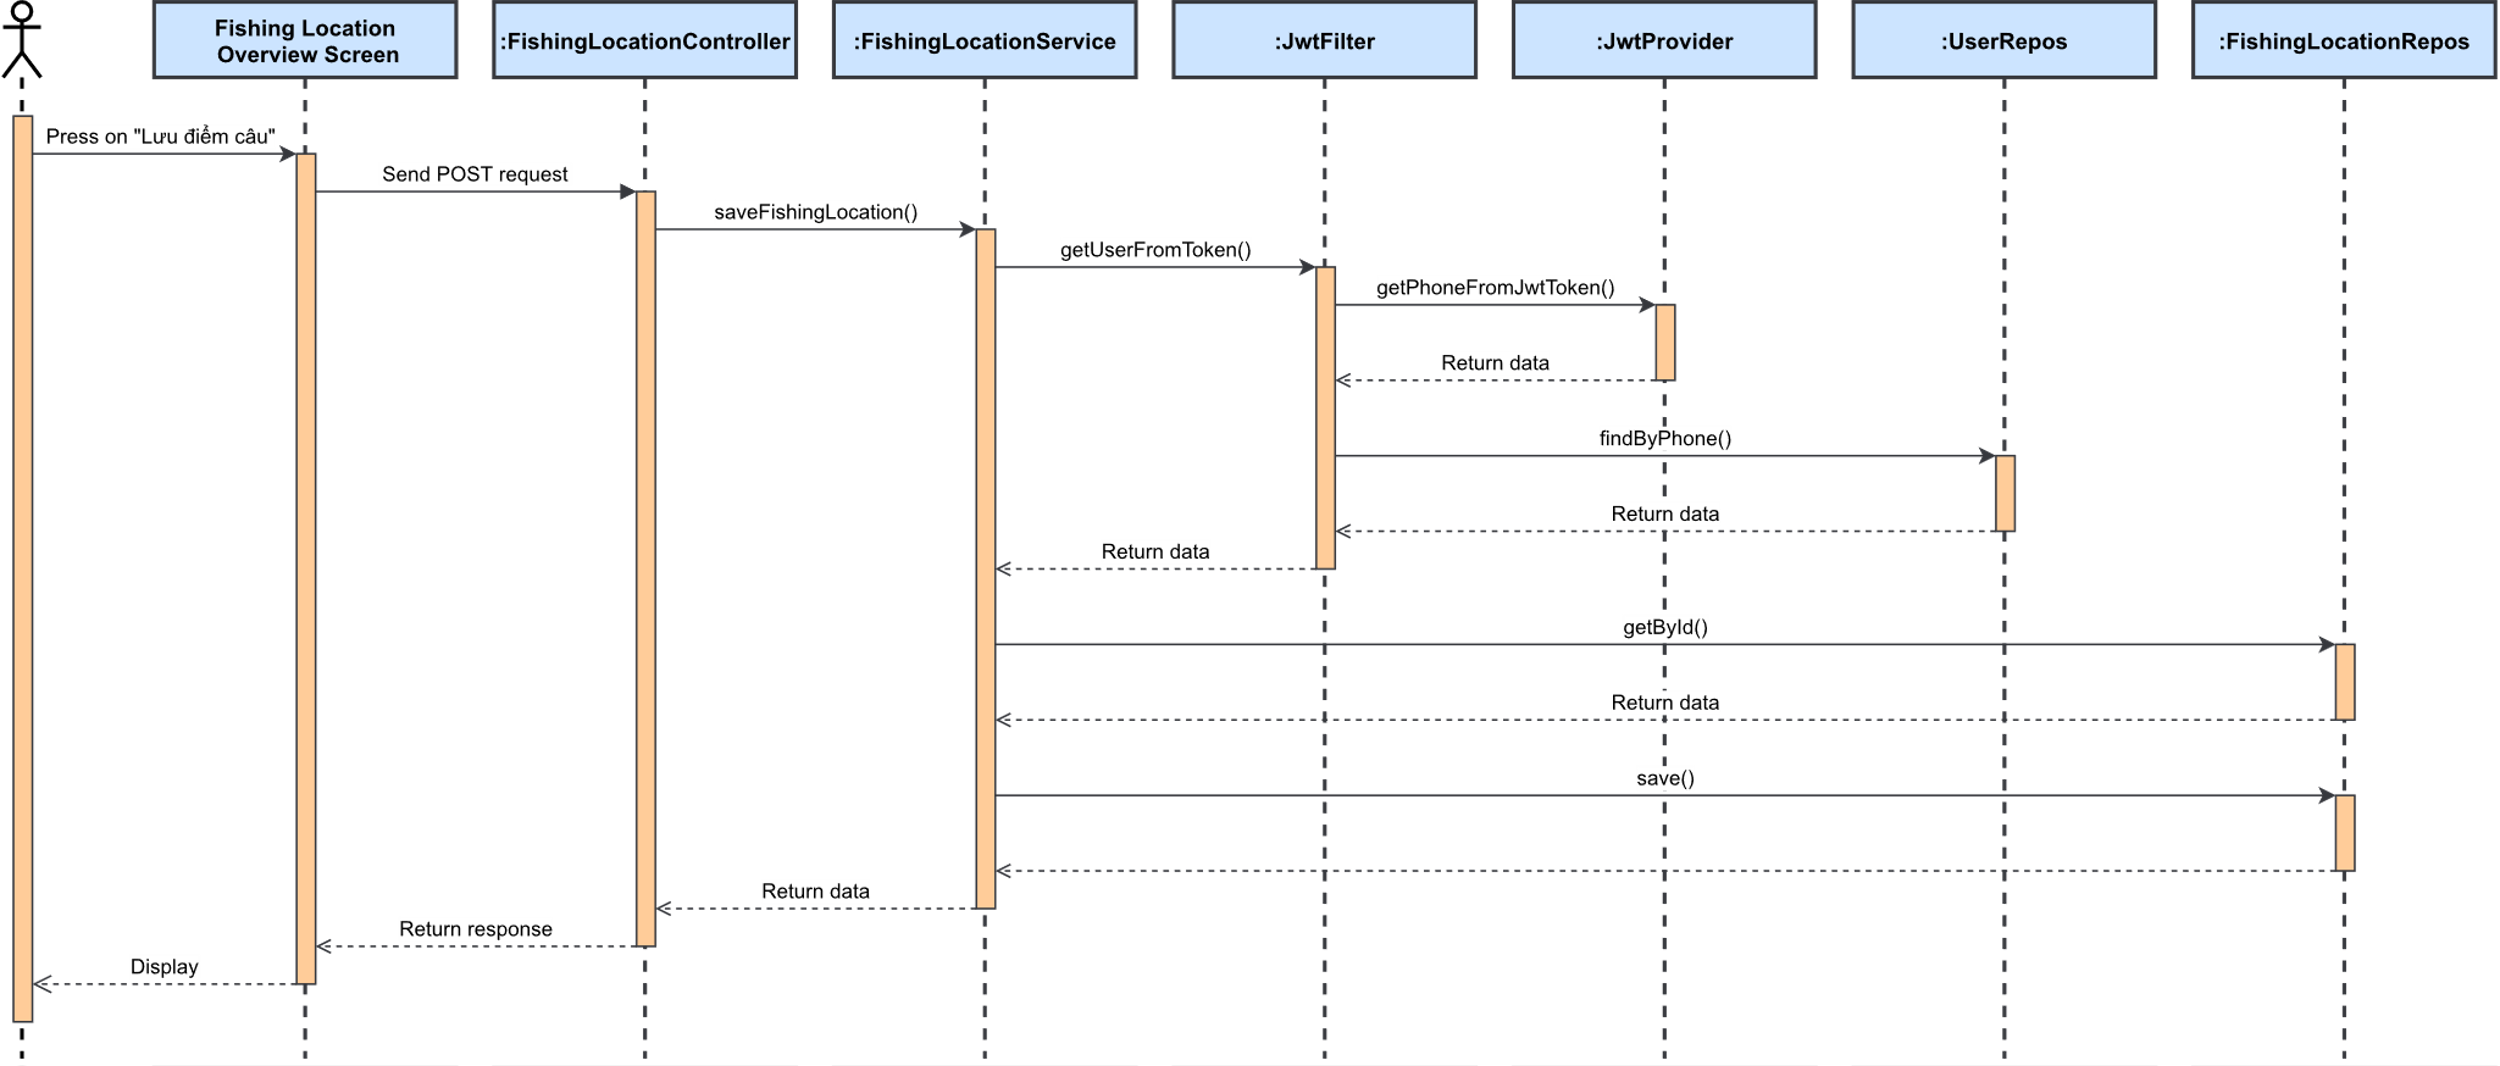 Fishing Location
Overview Screen
:FishingLocationController
:FishingLocationService
:JwtFilter
:JwtProvider
:UserRepos
:FishingLocationRepos
Press on "Lưu điểm câu"
Send POST request
saveFishingLocation()
getUserFromToken()
getPhoneFromJwtToken()
Return data
findByPhone()
Return data
Return data
getById()
Return data
save()
Return data
Return response
Display